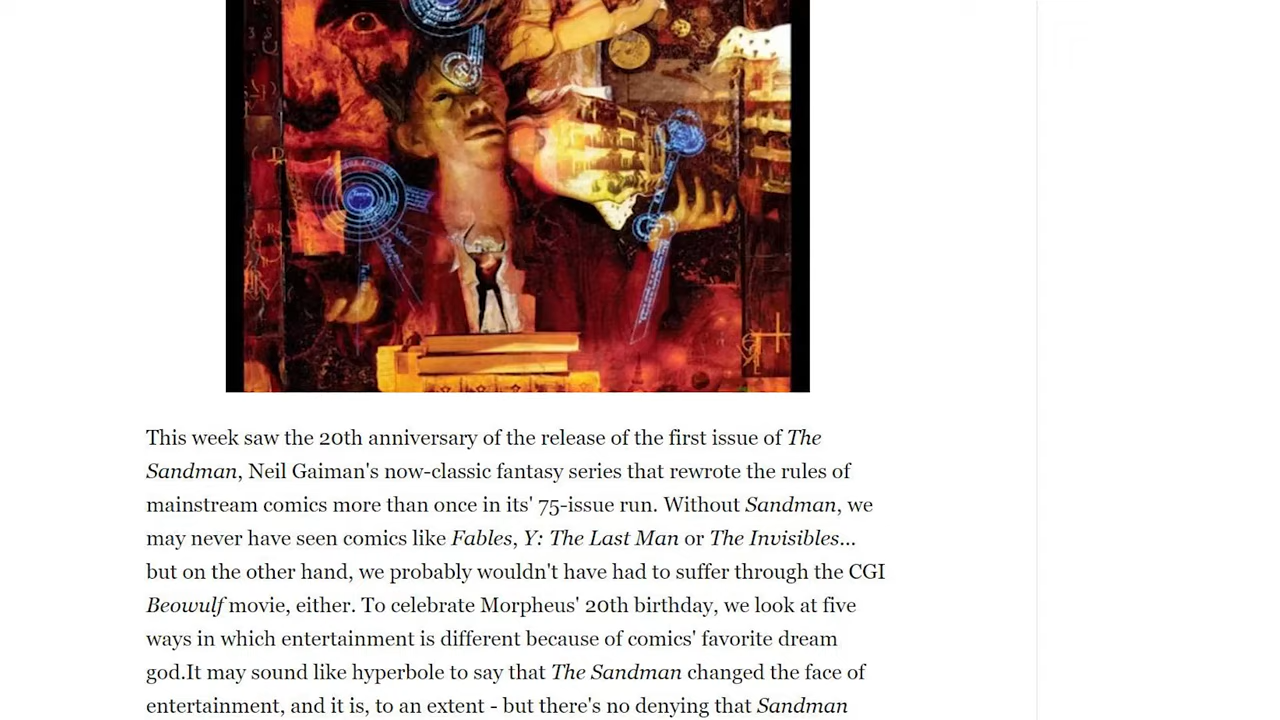 This week saw the 20th anniversary of the release of the first issue of The
Sandman, Neil Gaiman's now-classic fantasy series that rewrote the rules of
mainstream comics more than once in its' 75-issue run. Without Sandman, we
may never have seen comics like Fables, Y: The Last Man or The Invisibles...
but on the other hand, we probably wouldn't have had to suffer through the CGI
Beowulf movie, either. To celebrate Morpheus' 20th birthday, we look at five
ways in which entertainment is different because of comics' favorite dream
god.It may sound like hyperbole to say that The Sandman changed the face of
entertainment, and it is, to an extent - but there's no denying that Sandman